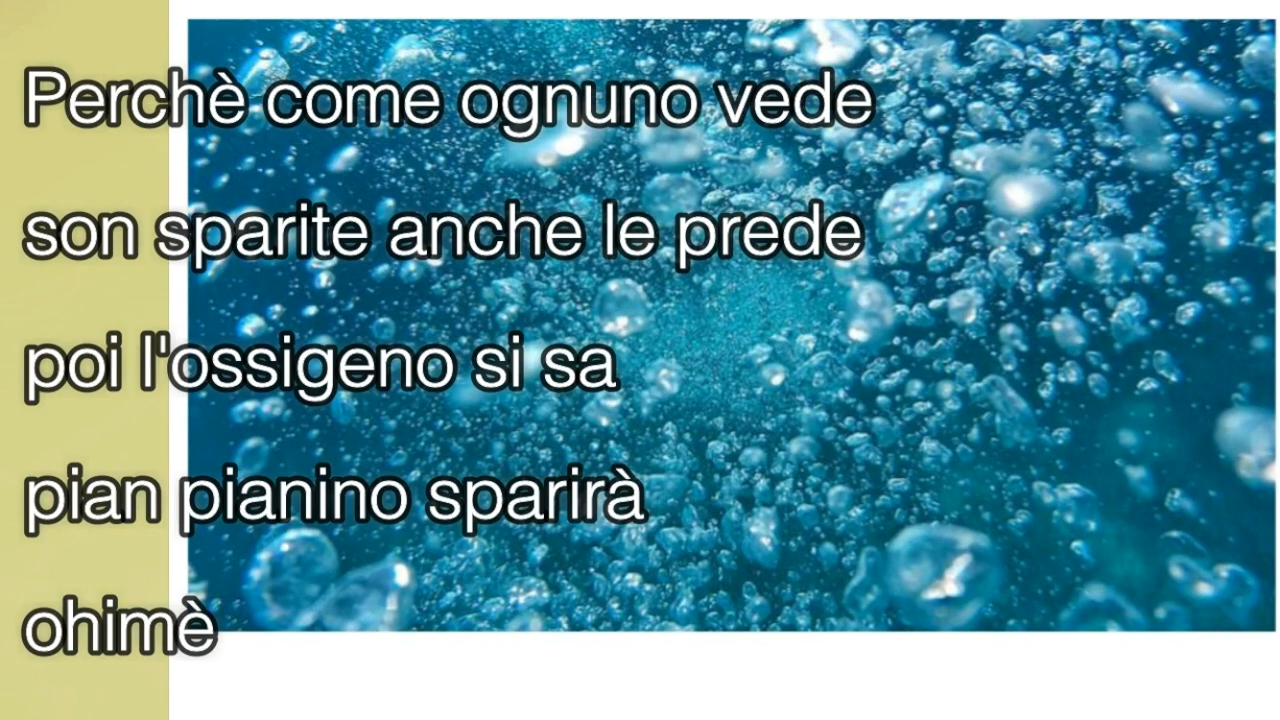 Perchè come ognuno vede
son sparite anche le prede
poi l'ossigeno si sa
pian pianino sparirà
ohimè